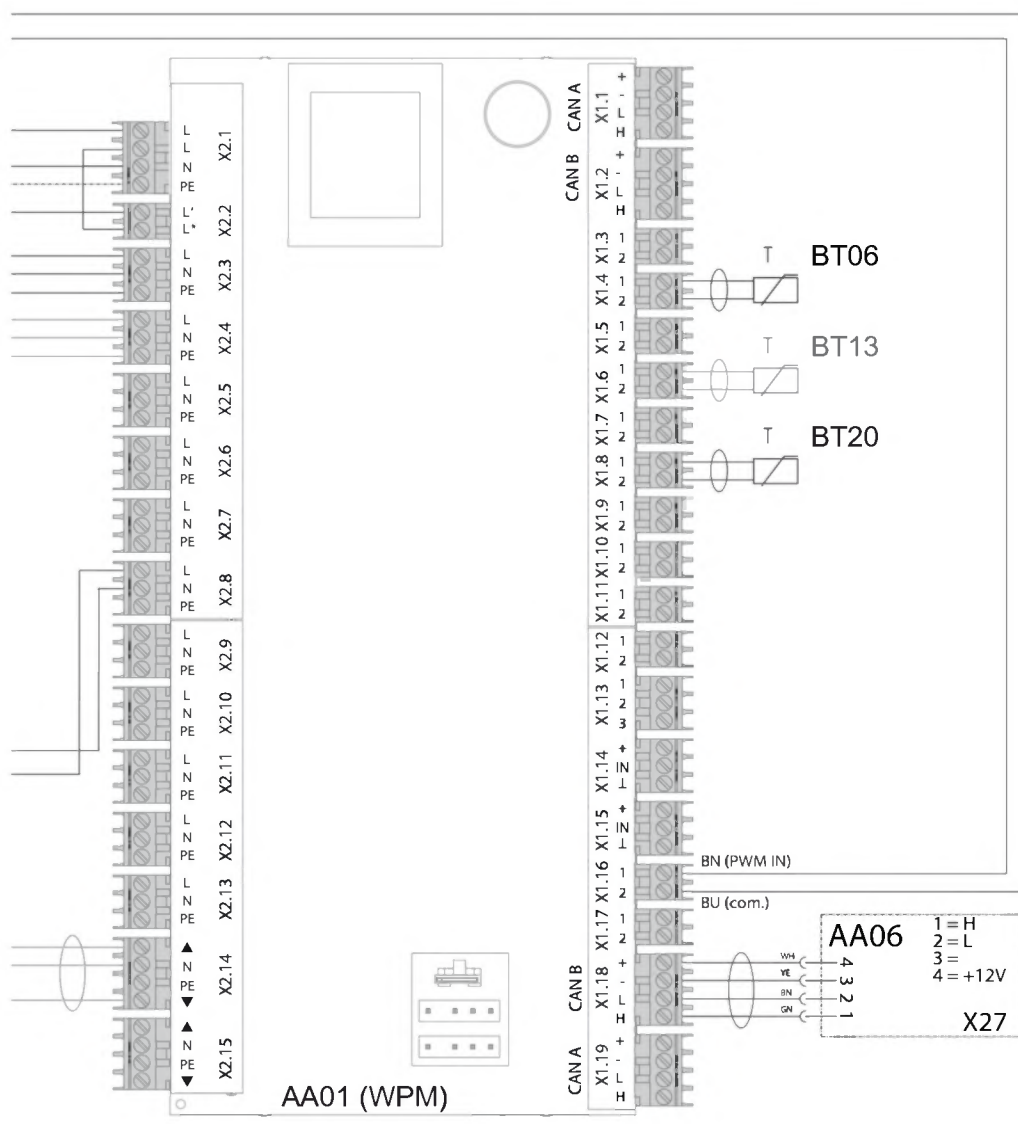 L
L
N
PE
X2.1
L'
L*
X2.2
L
N
PE
X2.3
L
N
PE
X2.4
L
N
PE
X2.5
L
N
PE
X2.6
L
N
PE
X2.7
L
N
PE
X2.8
L
N
PE
X2.9
L
N
PE
X2.10
L
N
PE
X2.11
L
N
PE
X2.12
L
N
PE
X2.13
▲
N
PE
▼
X2.14
▲
N
PE
▼
X2.15
AA01 (WPM)
CAN A
X1.1
+
-
L
H
CAN B
X1.2
+
-
L
H
X1.3
1
2
X1.4
1
2
X1.5
1
2
X1.6
1
2
X1.7
1
2
X1.8
1
2
X1.9
1
2
X1.10
1
2
X1.11
1
2
X1.12
1
2
X1.13
1
2
3
X1.14
+
IN
⊥
X1.15
+
IN
⊥
X1.16
1
2
X1.17
1
2
CAN B
X1.18
+
-
L
H
CAN A
X1.19
+
-
L
H
T
BT06
T
BT13
T
BT20
BN (PWM IN)
BU (com.)
WH
YE
BN
GN
4
3
2
1
AA06
1 = H
2 = L
3 =
4 = +12V
X27